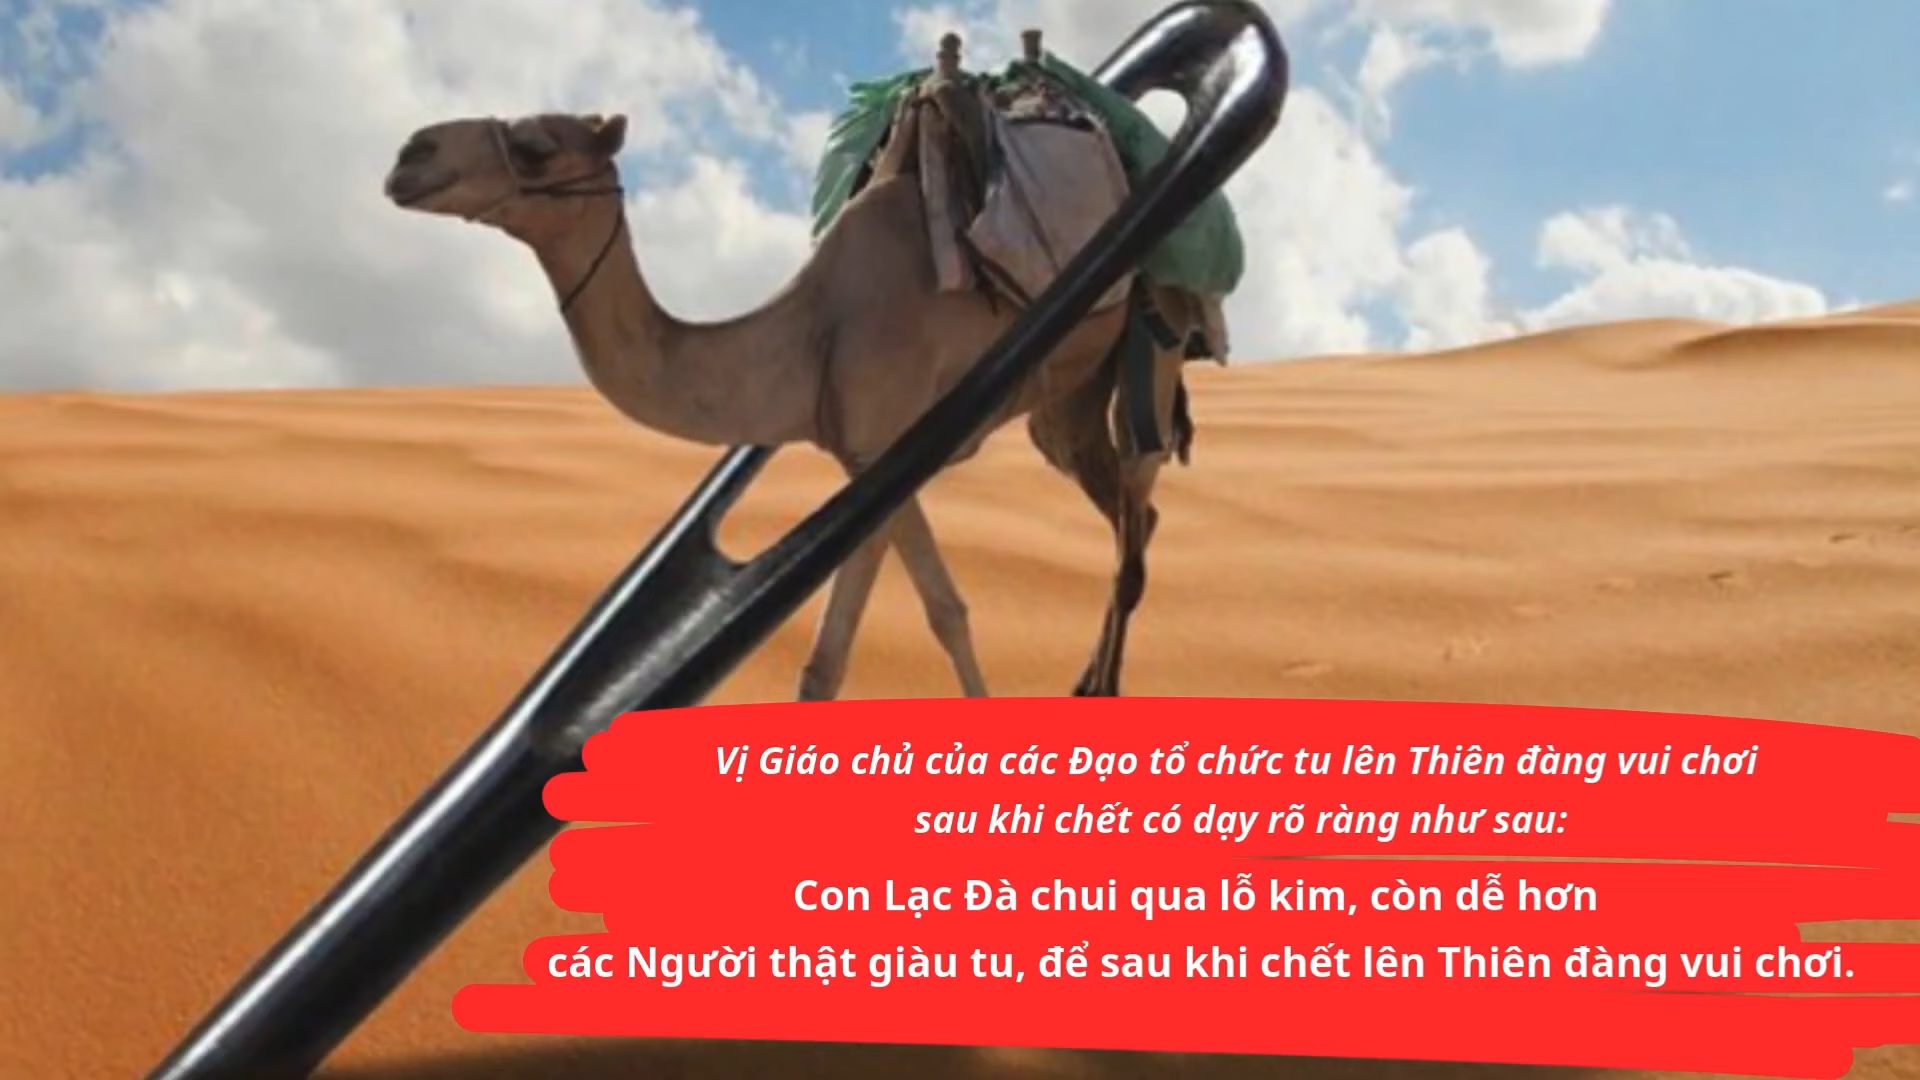 Vị Giáo chủ của các Đạo tổ chức tu lên Thiên đàng vui chơi
sau khi chết có dạy rõ ràng như sau:
Con Lạc Đà chui qua lỗ kim, còn dễ hơn
các Người thật giàu tu, để sau khi chết lên Thiên đàng vui chơi.